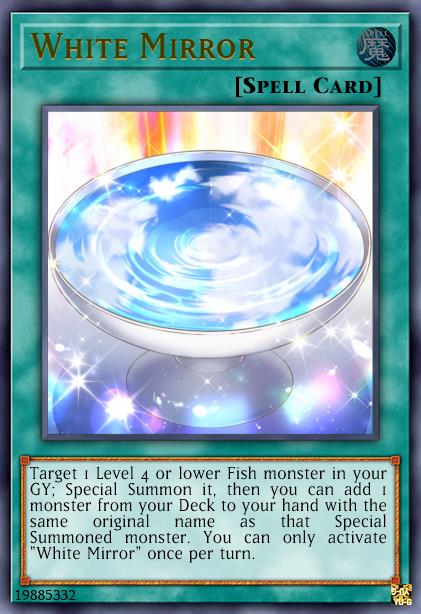 White Mirror
魔
[Spell Card]
Target 1 Level 4 or lower Fish monster in your
GY; Special Summon it, then you can add 1
monster from your Deck to your hand with the
same original name as that Special
Summoned monster. You can only activate
"White Mirror" once per turn.
19885332